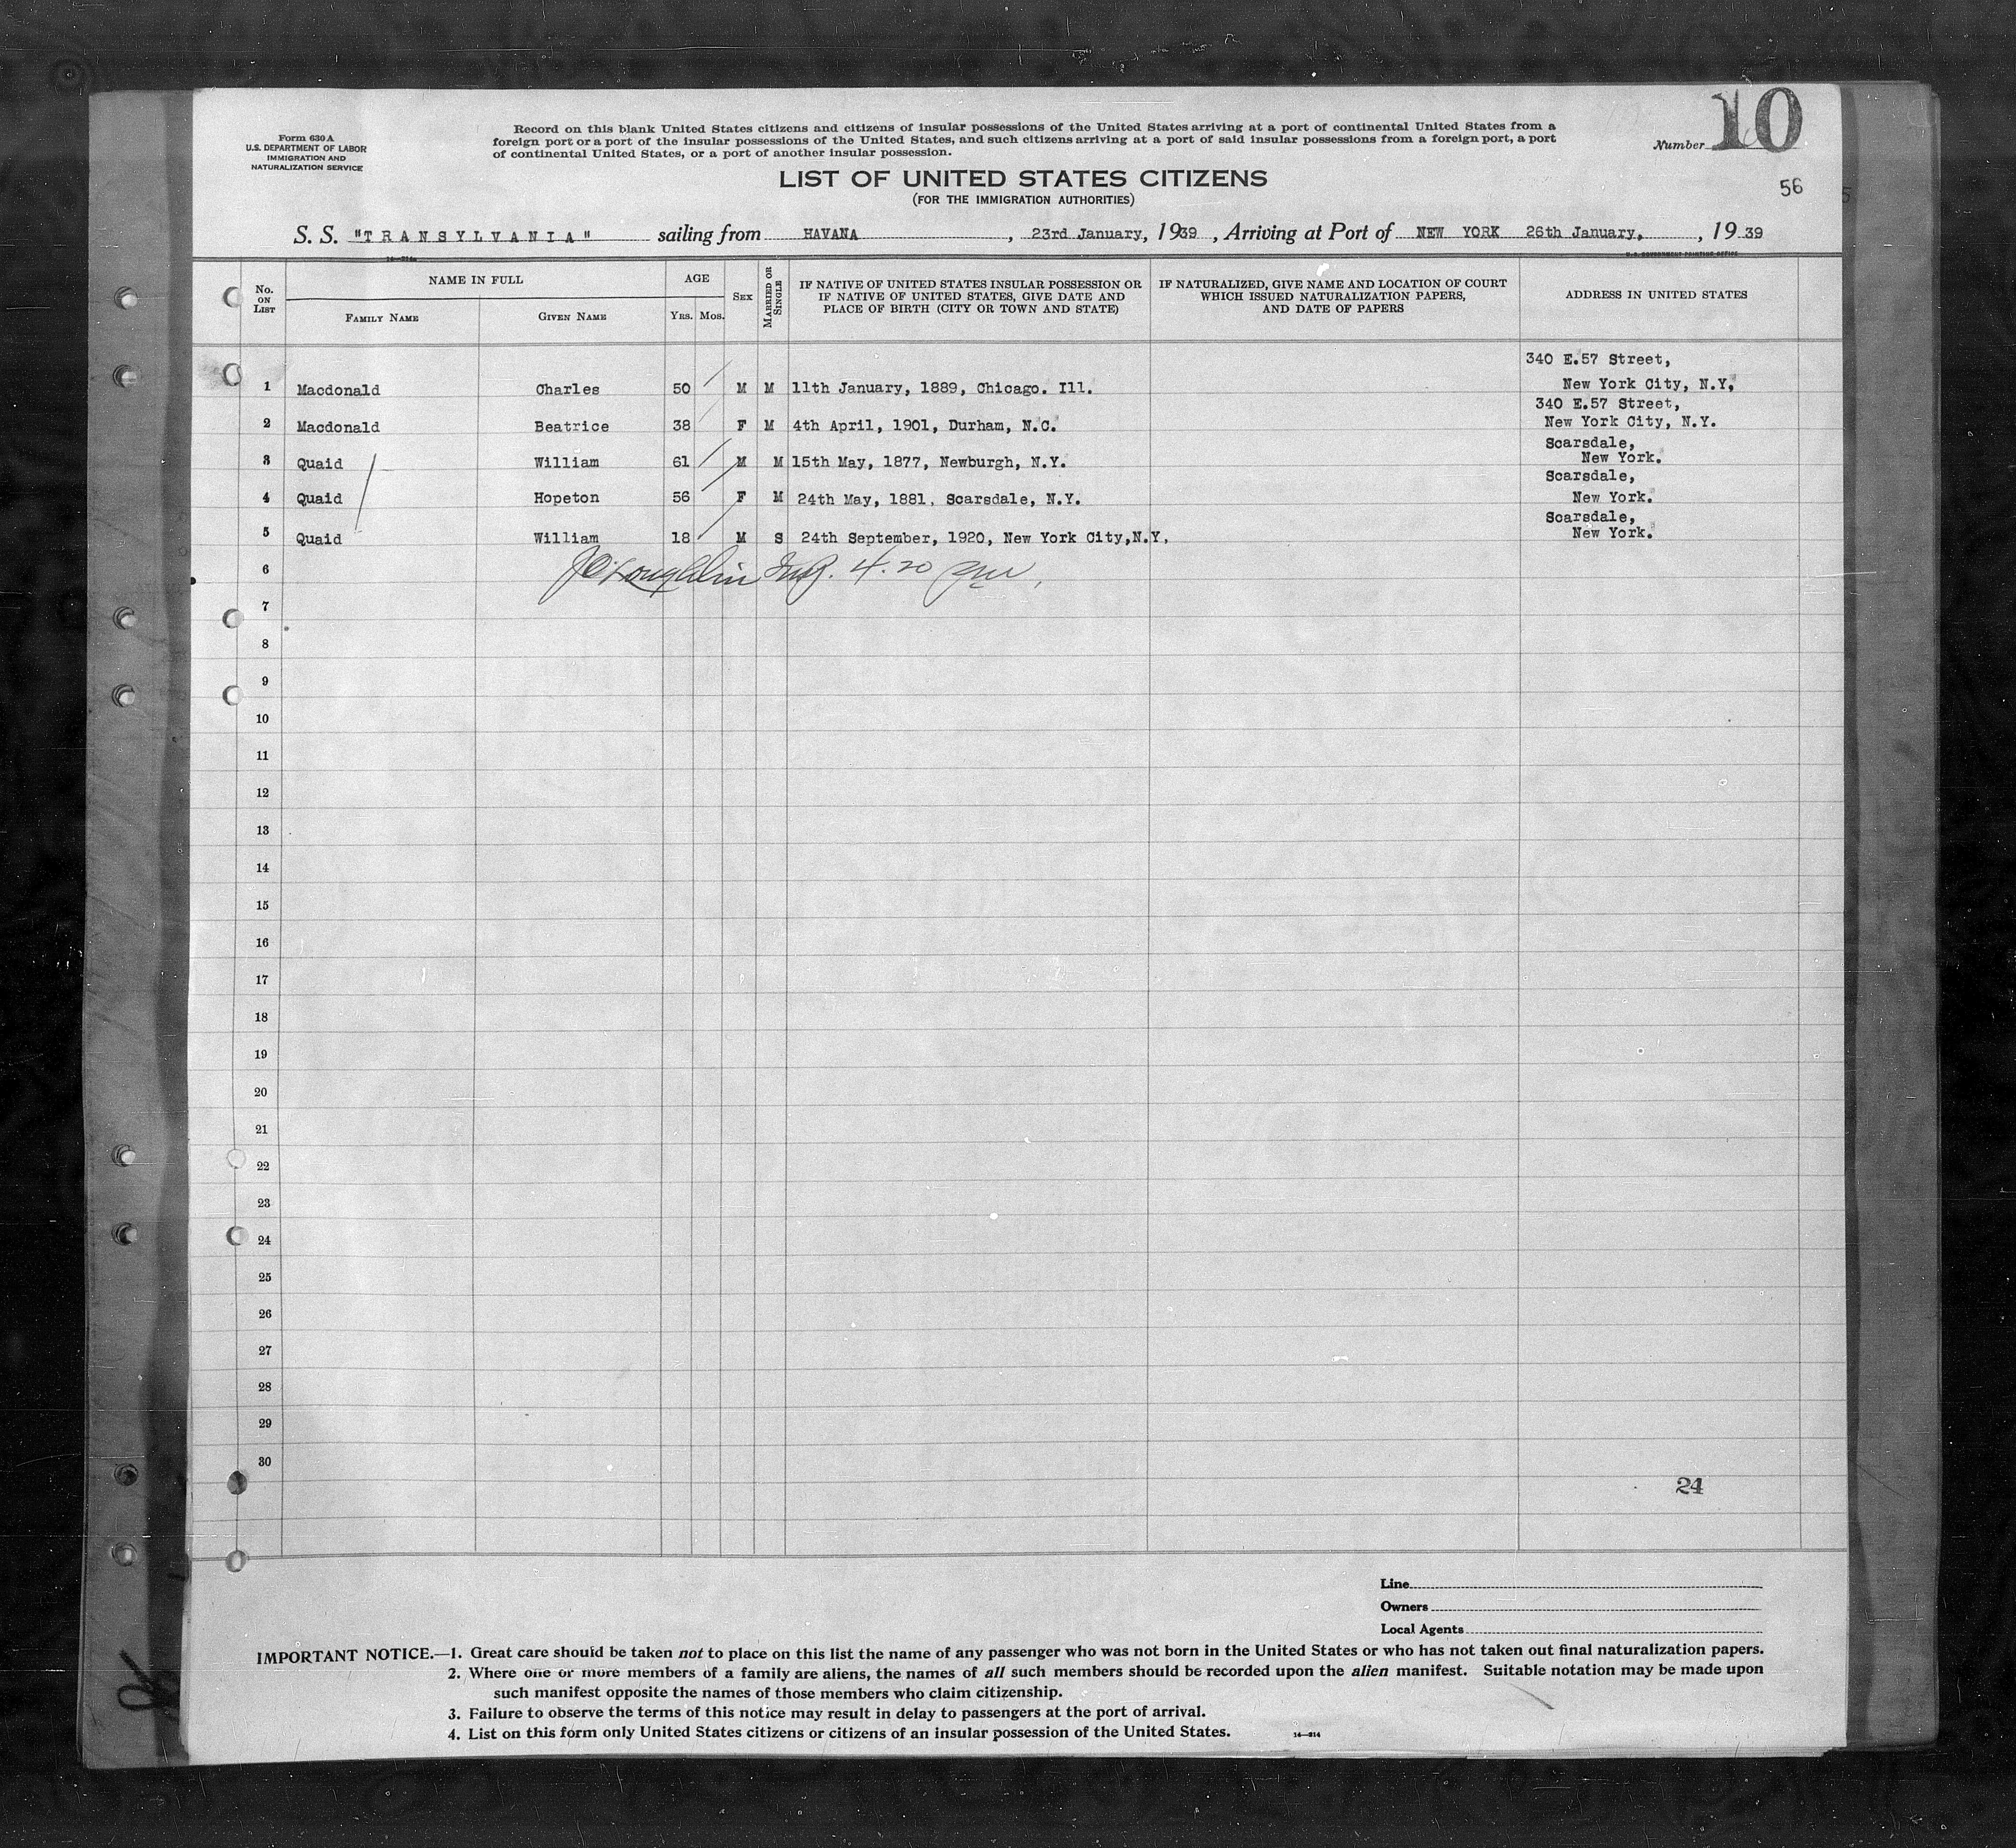 Form 630 A
U. S. DEPARTMENT OF LABOR
IMMIGRATION AND
NATURALIZATION SERVICE
Record on this blank United States citizens and citizens of insular possessions of the United States arriving at a port of continental United States from a
foreign port or a port of the insular possessions of the United States, and such citizens arriving at a port of said insular possessions from a foreign port, a port
of continental United States, or a port of another insular possession.
Number 10
56
LIST OF UNITED STATES CITIZENS
(FOR THE IMMIGRATION AUTHORITIES)
S. S. "TRANSYLVANIA" sailing from HAVANA, 23rd January, 1939, Arriving at Port of NEW YORK 26th January, 1939
14—214
U. S. GOVERNMENT PRINTING OFFICE
No. ON LIST
NAME IN FULL
FAMILY NAME
GIVEN NAME
AGE
YRS. MOS.
SEX
MARRIED OR SINGLE
IF NATIVE OF UNITED STATES INSULAR POSSESSION OR
IF NATIVE OF UNITED STATES, GIVE DATE AND
PLACE OF BIRTH (CITY OR TOWN AND STATE)
IF NATURALIZED, GIVE NAME AND LOCATION OF COURT
WHICH ISSUED NATURALIZATION PAPERS,
AND DATE OF PAPERS
ADDRESS IN UNITED STATES
340 E.57 Street,
1 Macdonald Charles 50 M M 11th January, 1889, Chicago. Ill. New York City, N.Y,
340 E.57 Street,
2 Macdonald Beatrice 38 F M 4th April, 1901, Durham, N.C. New York City, N.Y.
Scarsdale,
3 Quaid William 61 M M 15th May, 1877, Newburgh, N.Y. New York.
Scarsdale,
4 Quaid Hopeton 56 F M 24th May, 1881, Scarsdale, N.Y. New York.
Scarsdale,
5 Quaid William 18 M S 24th September, 1920, New York City,N.Y, New York.
6 J O'Loughlin Insp. 4.20 pm.
7
8
9
10
11
12
13
14
15
16
17
18
19
20
21
22
23
24
25
26
27
28
29
30
24
Line
Owners
Local Agents
IMPORTANT NOTICE.—1. Great care should be taken not to place on this list the name of any passenger who was not born in the United States or who has not taken out final naturalization papers.
2. Where one or more members of a family are aliens, the names of all such members should be recorded upon the alien manifest. Suitable notation may be made upon
such manifest opposite the names of those members who claim citizenship.
3. Failure to observe the terms of this notice may result in delay to passengers at the port of arrival.
4. List on this form only United States citizens or citizens of an insular possession of the United States.
14—214